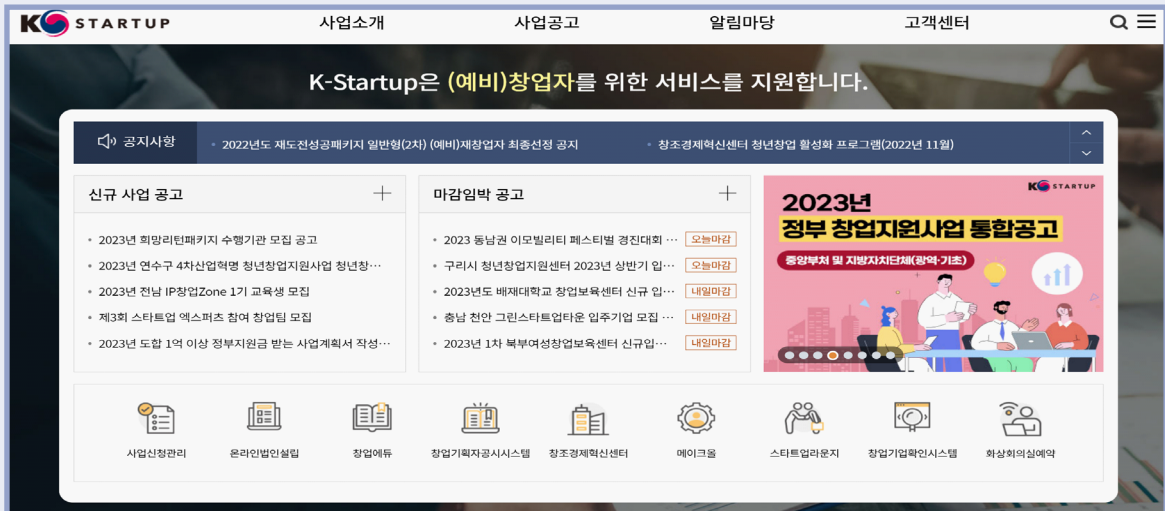 K STARTUP
사업소개 사업공고 알림마당 고객센터
K-Startup은 (예비)창업자를 위한 서비스를 지원합니다.
공지사항
2022년도 재도전성공패키지 일반형(2차) (예비)재창업자 최종선정 공지
창조경제혁신센터 청년창업 활성화 프로그램(2022년 11월)
신규 사업 공고
2023년 희망리턴패키지 수행기관 모집 공고
2023년 연수구 4차산업혁명 청년창업지원사업 청년창···
2023년 전남 IP창업Zone 1기 교육생 모집
제3회 스타트업 엑스퍼츠 참여 창업팀 모집
2023년 도합 1억 이상 정부지원금 받는 사업계획서 작성···
마감임박 공고
2023 동남권 이모빌리티 페스티벌 경진대회 ··· 오늘마감
구리시 청년창업지원센터 2023년 상반기 입··· 오늘마감
2023년도 배재대학교 창업보육센터 신규 입··· 내일마감
충남 천안 그린스타트업타운 입주기업 모집 ··· 내일마감
2023년 1차 북부여성창업보육센터 신규입··· 내일마감
K STARTUP
2023년
정부 창업지원사업 통합공고
중앙부처 및 지방자치단체(광역·기초)
사업신청관리 온라인법인설립 창업에듀 창업기획자공시시스템 창조경제혁신센터 메이크올 스타트업라운지 창업기업확인시스템 화상회의실예약